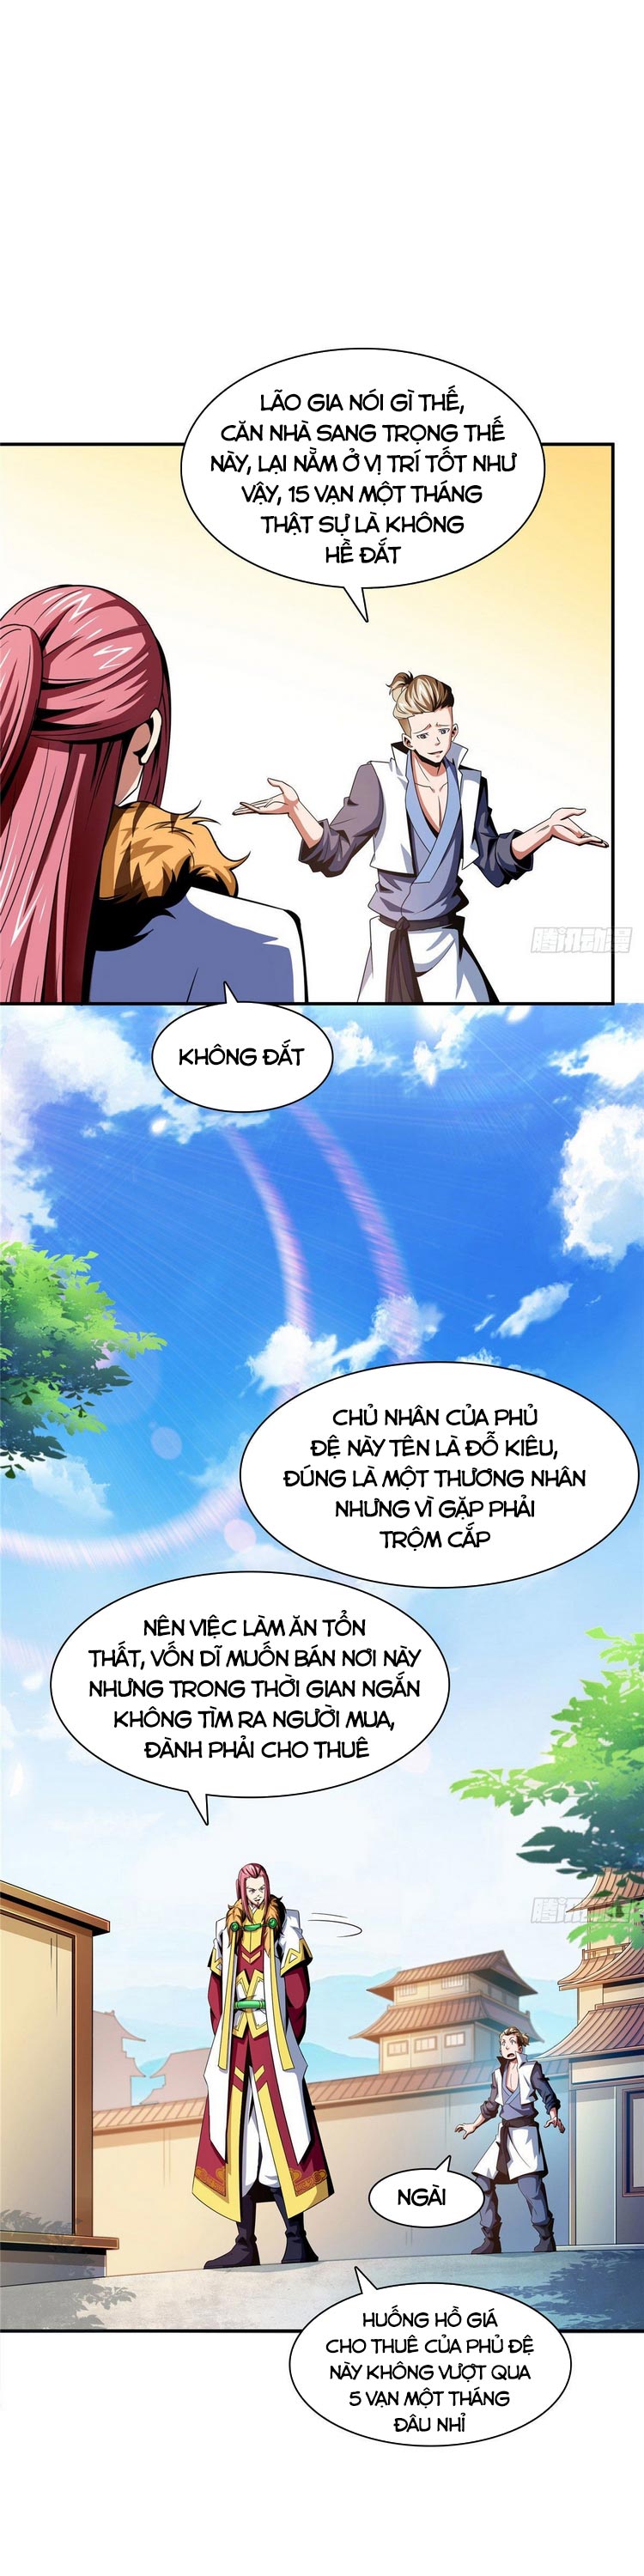 LÃO GIA NÓI GÌ THẾ,
CĂN NHÀ SANG TRỌNG THẾ
NÀY, LẠI NẰM Ở VỊ TRÍ TỐT NHƯ
VẬY, 15 VẠN MỘT THÁNG
THẬT SỰ LÀ KHÔNG
HỀ ĐẮT
腾讯动漫
KHÔNG ĐẮT
CHỦ NHÂN CỦA PHỦ
ĐỆ NÀY TÊN LÀ ĐỖ KIÊU,
ĐÚNG LÀ MỘT THƯƠNG NHÂN
NHƯNG VÌ GẶP PHẢI
TRỘM CẮP
NÊN VIỆC LÀM ĂN TỔN
THẤT, VỐN DĨ MUỐN BÁN NƠI NÀY
NHƯNG TRONG THỜI GIAN NGẮN
KHÔNG TÌM RA NGƯỜI MUA,
ĐÀNH PHẢI CHO THUÊ
NGÀI
HUỐNG HỒ GIÁ
CHO THUÊ CỦA PHỦ ĐỆ
NÀY KHÔNG VƯỢT QUA
5 VẠN MỘT THÁNG
ĐÂU NHỈ